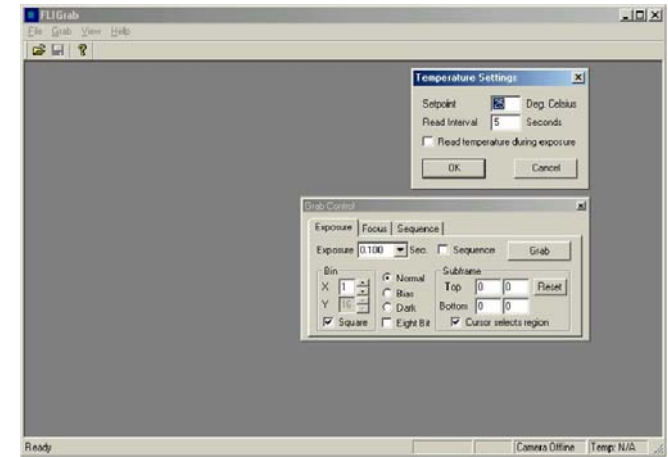 FLIGrab
File Grab View Help
Temperature Settings
Setpoint 25 Deg. Celsius
Read Interval 5 Seconds
Read temperature during exposure
OK Cancel
Grab Control
Exposure Focus Sequence
Exposure 0.100 Sec. Sequence Grab
Bin Normal Subframe
X 1 Bias Top 0 0 Reset
Y 16 Dark Bottom 0 0
Square Eight Bit Cursor selects region
Ready Camera Offline Temp: N/A